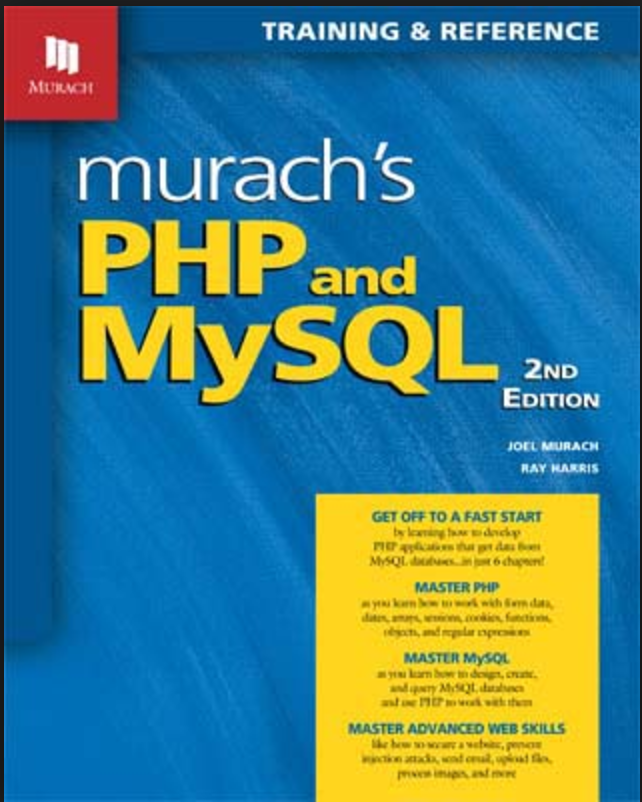 TRAINING & REFERENCE
MURACH
murach's
PHP and
MySQL
2ND
EDITION
JOEL MURACH
RAY HARRIS
GET OFF TO A FAST START
by learning how to develop
PHP applications that get data from
MySQL databases...in just 6 chapters!
MASTER PHP
as you learn how to work with form data,
dates, arrays, sessions, cookies, functions,
objects, and regular expressions
MASTER MySQL
as you learn how to design, create,
and query MySQL databases
and use PHP to work with them
MASTER ADVANCED WEB SKILLS
like how to secure a website, prevent
injection attacks, send email, upload files,
process images, and more